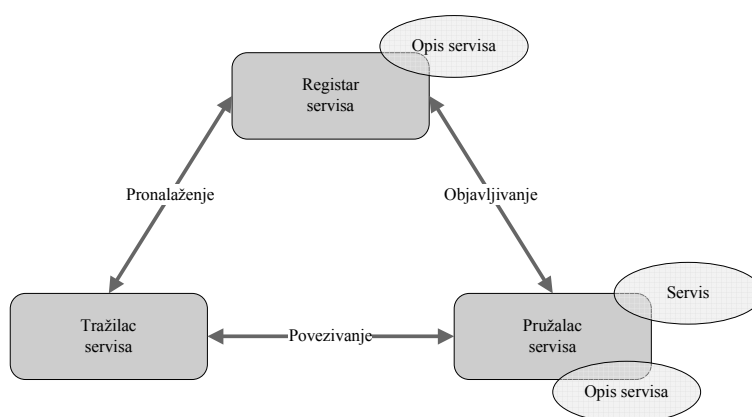 Opis servisa
Registar
servisa
Pronalaženje
Objavljivanje
Tražilac
servisa
Povezivanje
Pružalac
servisa
Servis
Opis servisa